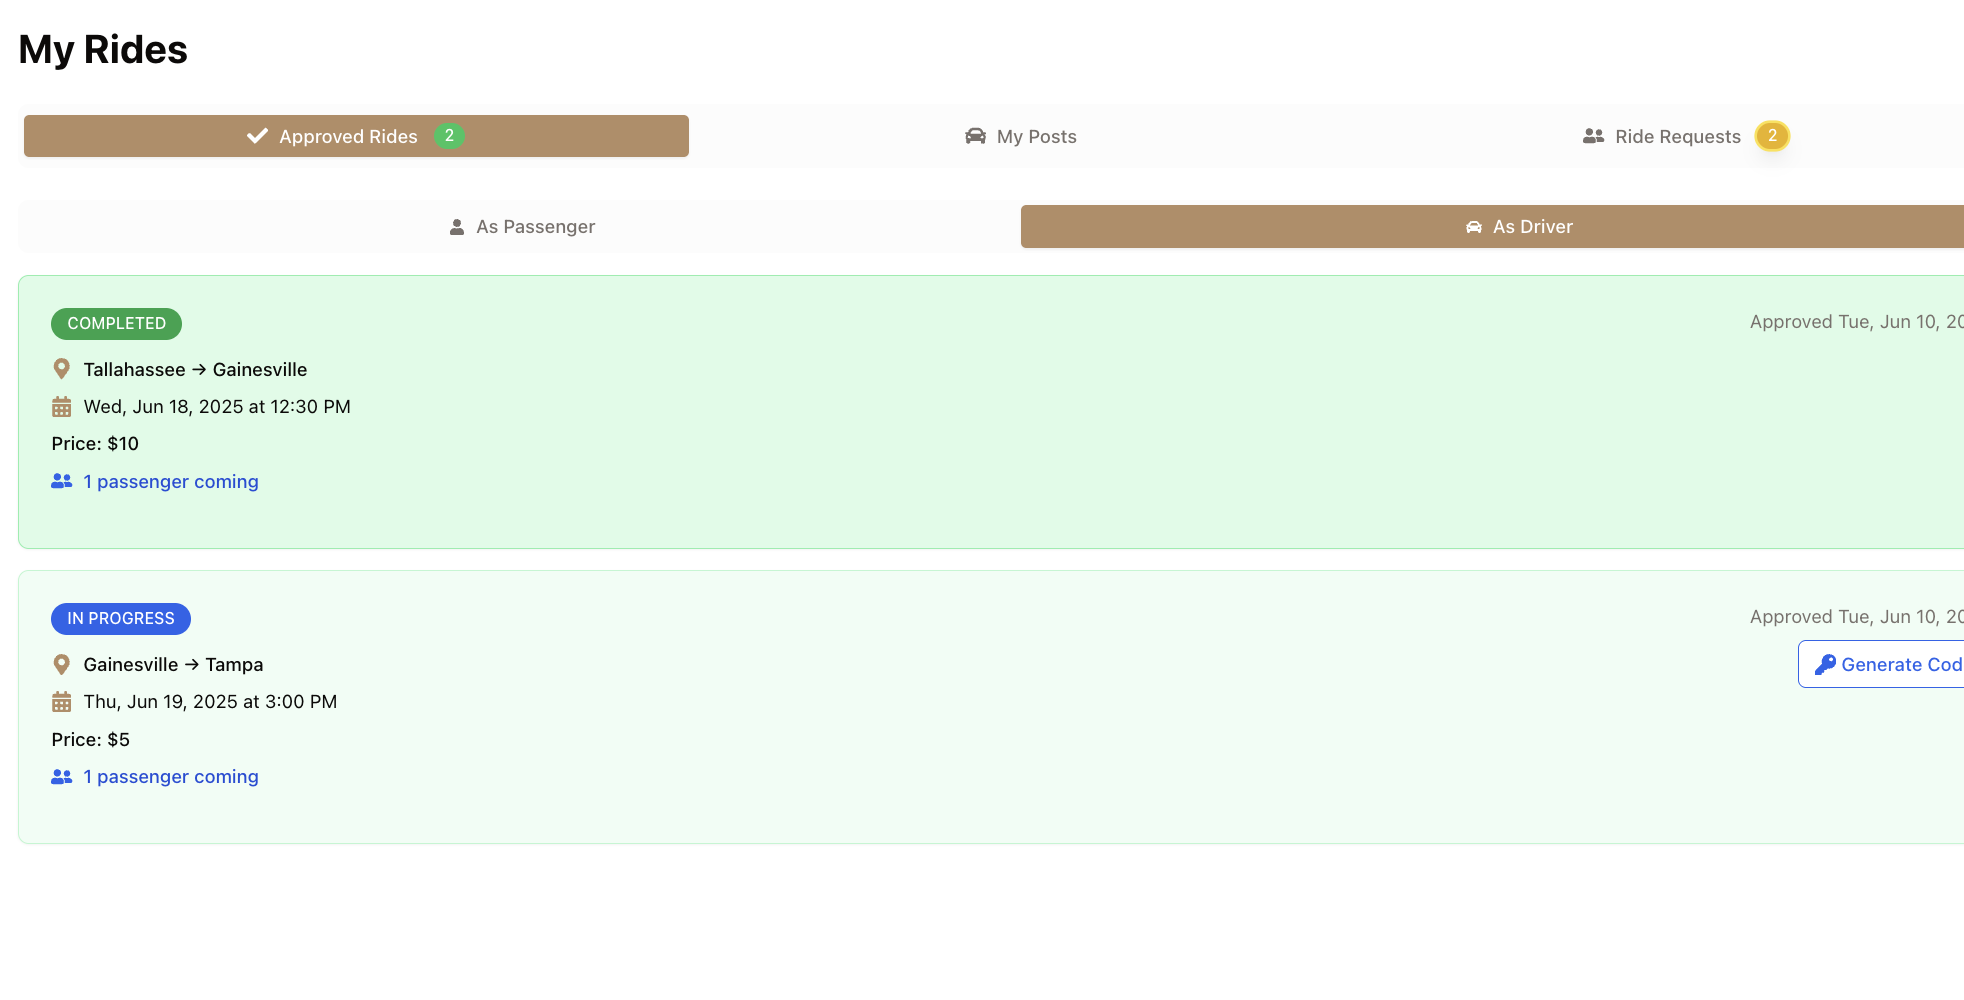 My Rides
Approved Rides 2
My Posts
Ride Requests 2
As Passenger
As Driver
COMPLETED
Approved Tue, Jun 10, 20
Tallahassee → Gainesville
Wed, Jun 18, 2025 at 12:30 PM
Price: $10
1 passenger coming
IN PROGRESS
Approved Tue, Jun 10, 20
Gainesville → Tampa
Generate Cod
Thu, Jun 19, 2025 at 3:00 PM
Price: $5
1 passenger coming